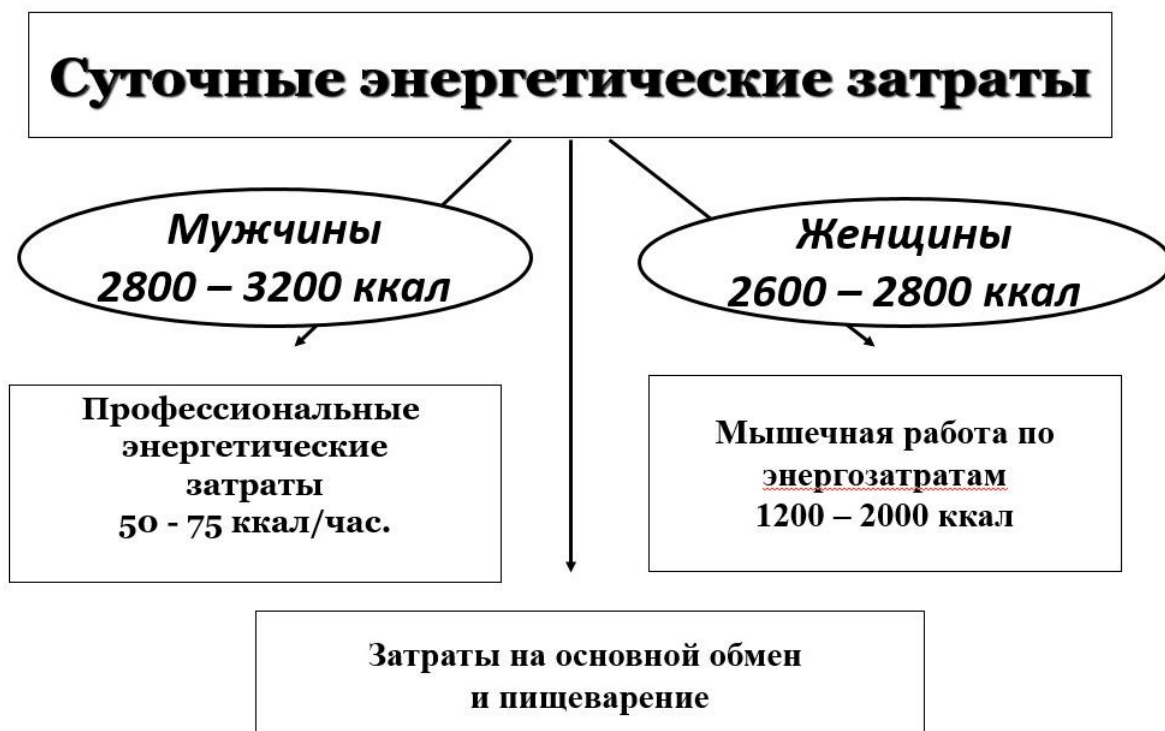 Суточные энергетические затраты
Мужчины
2800 – 3200 ккал
Женщины
2600 – 2800 ккал
Профессиональные
энергетические
затраты
50 - 75 ккал/час.
Мышечная работа по
энергозатратам
1200 – 2000 ккал
Затраты на основной обмен
и пищеварение